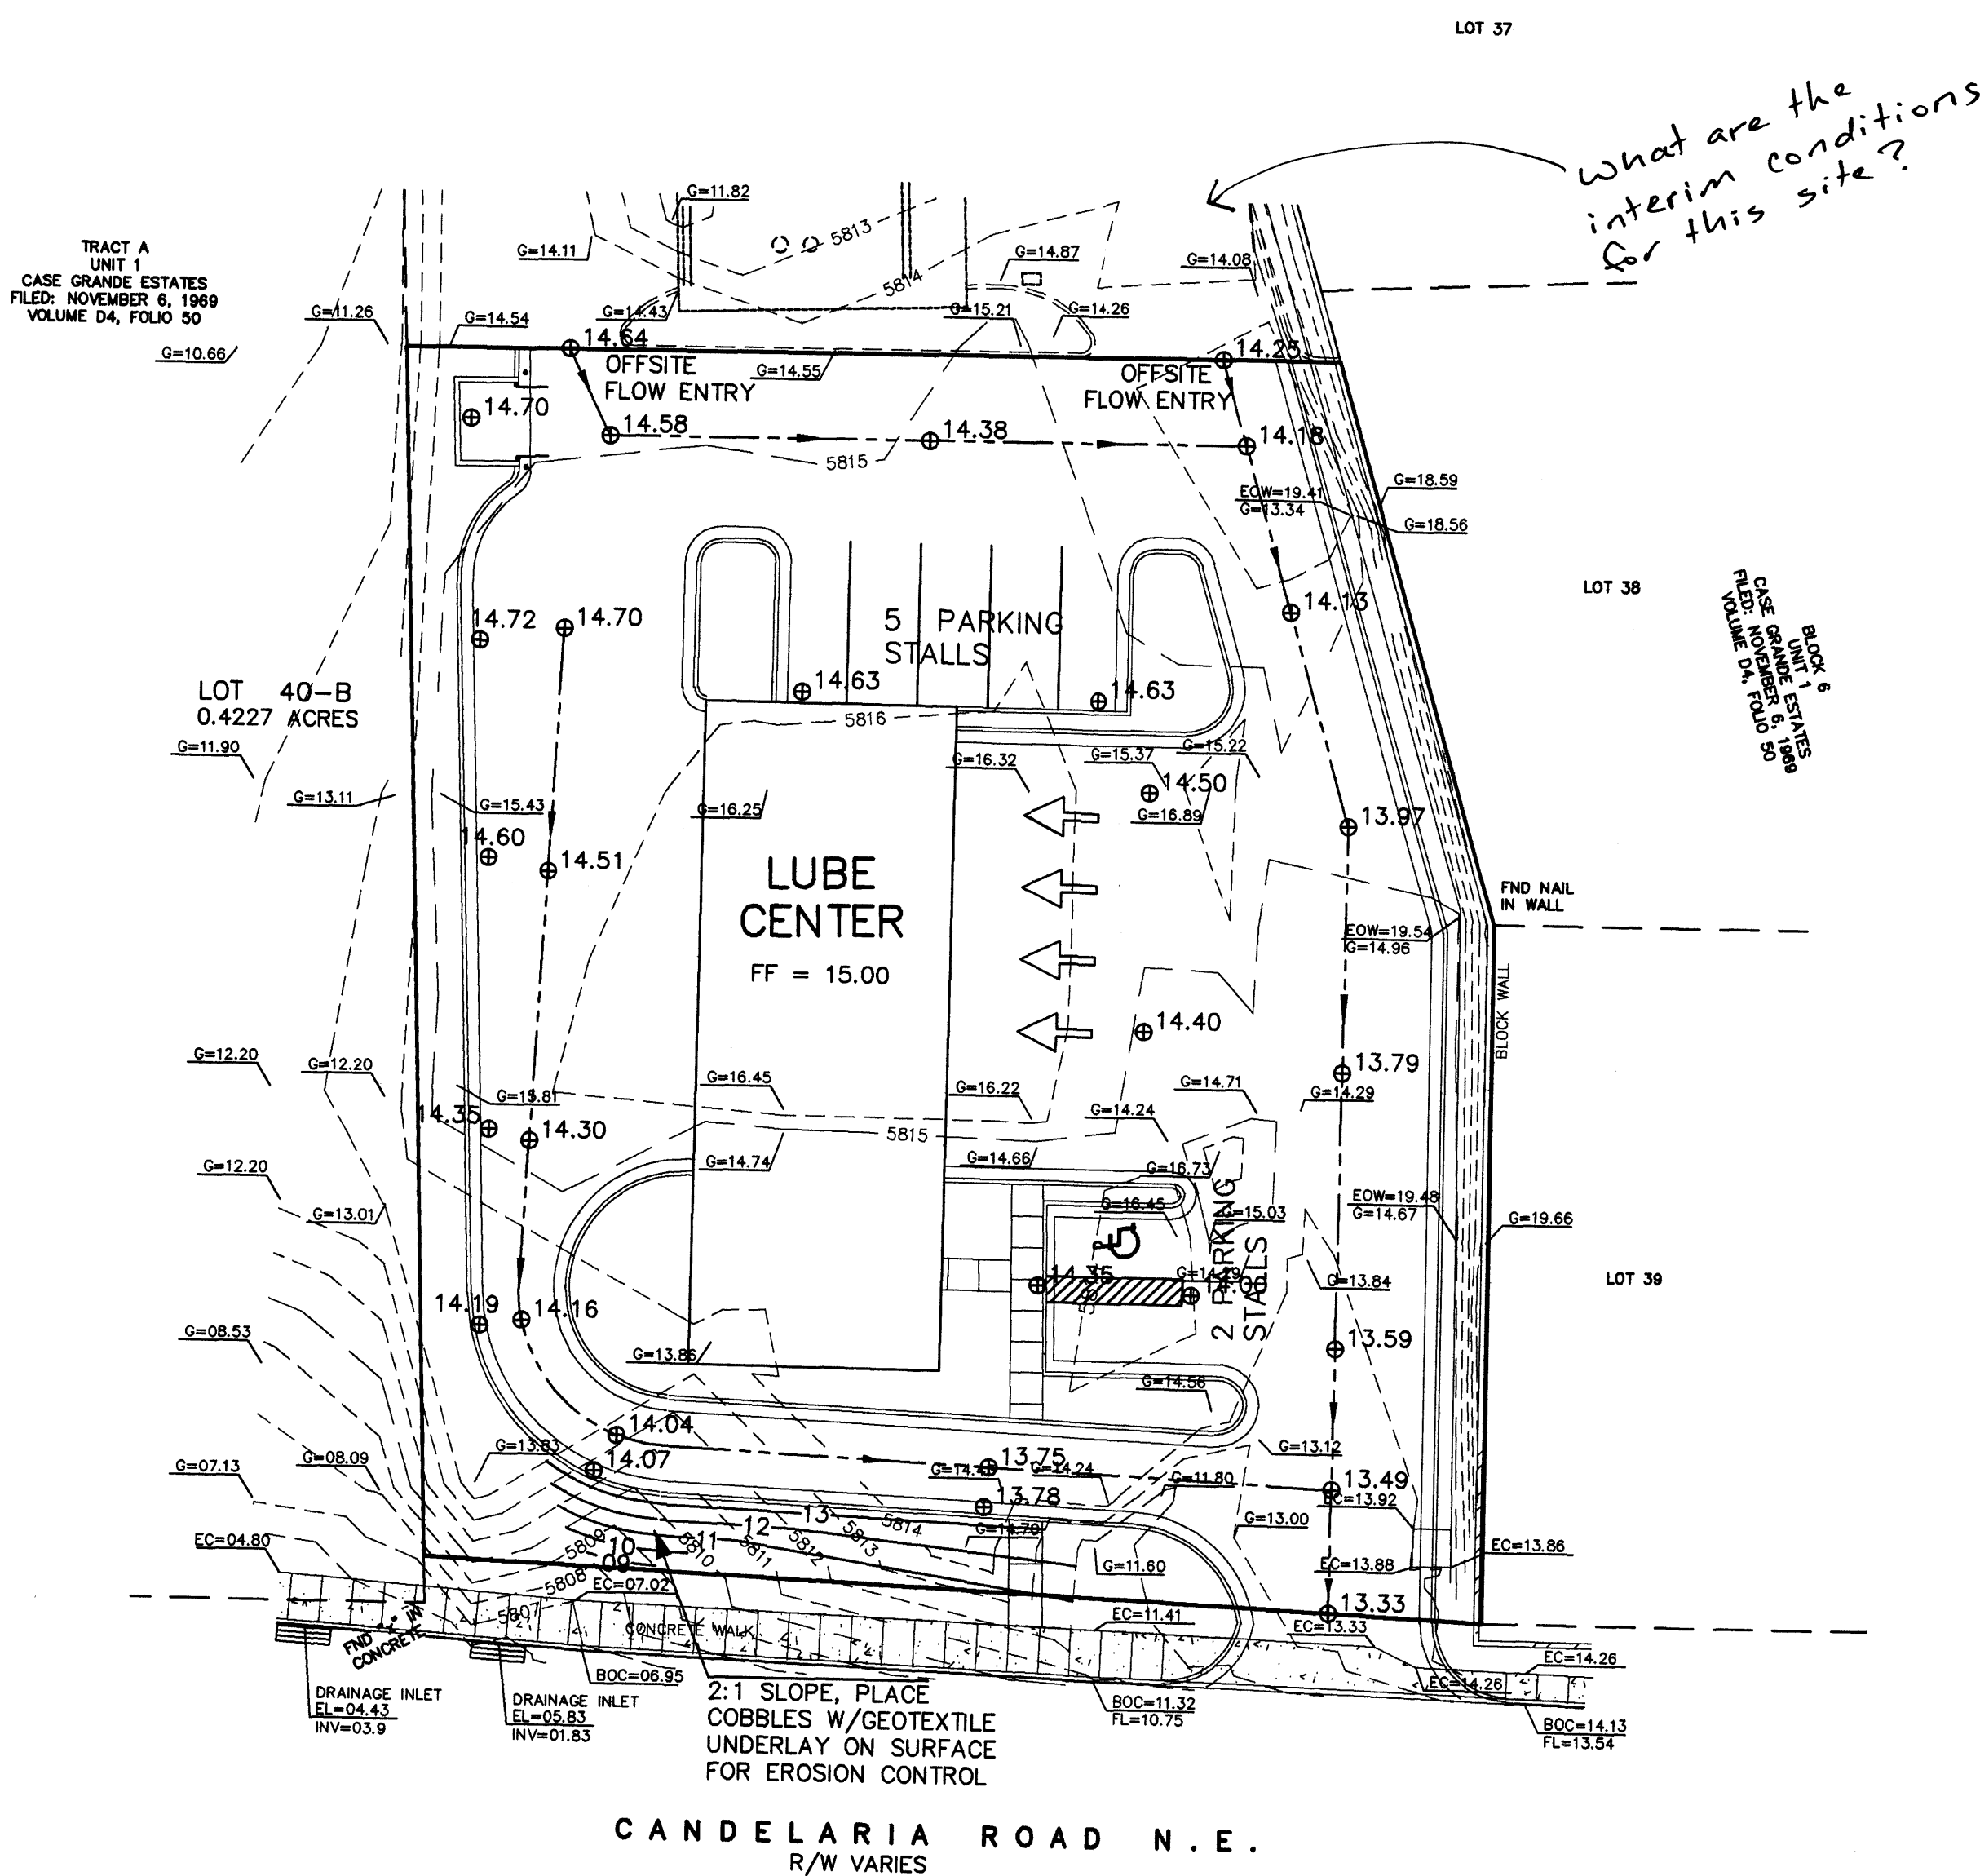 LOT 37
What are the
interim conditions
for this site?
TRACT A
UNIT 1
CASE GRANDE ESTATES
FILED: NOVEMBER 6, 1969
VOLUME D4, FOLIO 50
G=11.82
G=14.11
5813
5814
G=14.87
G=14.08
G=11.26
G=14.54
G=14.43
G=15.21
G=14.26
G=10.66
14.64
14.25
OFFSITE
FLOW ENTRY
G=14.55
OFFSITE
FLOW ENTRY
14.70
14.58
14.38
14.18
5815
EOW=19.41
G=13.34
G=18.59
G=18.56
LOT 38
BLOCK 6
UNIT 1
CASE GRANDE ESTATES
FILED: NOVEMBER 6, 1969
VOLUME D4, FOLIO 50
14.72
14.70
5 PARKING
STALLS
14.13
LOT 40-B
0.4227 ACRES
14.63
14.63
5816
G=11.90
G=16.32
G=15.37
G=15.22
14.50
G=13.11
G=15.43
G=16.25
G=16.89
13.97
14.60
14.51
LUBE
CENTER
FF = 15.00
FND NAIL
IN WALL
EOW=19.54
G=14.96
BLOCK WALL
14.40
G=12.20
G=12.20
G=16.45
G=16.22
G=14.71
13.79
G=14.29
G=15.81
14.35
14.30
G=14.24
5815
G=12.20
G=14.74
G=14.66
G=16.73
G=13.01
G=16.45
G=15.03
EOW=19.48
G=14.67
G=19.66
2 PARKING
STALLS
14.35
G=13.84
LOT 39
14.19
14.16
G=08.53
G=13.86
13.59
G=14.56
14.04
G=13.83
14.07
G=13.12
G=07.13
G=08.09
13.75
G=14.24
G=11.80
13.49
EC=13.92
13.78
13
12
11
10
09
5814
5813
5812
5811
5810
5809
5808
5807
G=14.70
G=13.00
EC=04.80
G=11.60
EC=13.88
EC=13.86
EC=07.02
13.33
EC=11.41
EC=13.33
CONCRETE WALK
FND "+" IN
CONCRETE
BOC=06.95
EC=14.26
EC=14.26
DRAINAGE INLET
EL=04.43
INV=03.9
DRAINAGE INLET
EL=05.83
INV=01.83
2:1 SLOPE, PLACE
COBBLES W/GEOTEXTILE
UNDERLAY ON SURFACE
FOR EROSION CONTROL
BOC=11.32
FL=10.75
BOC=14.13
FL=13.54
CANDELARIA ROAD N.E.
R/W VARIES